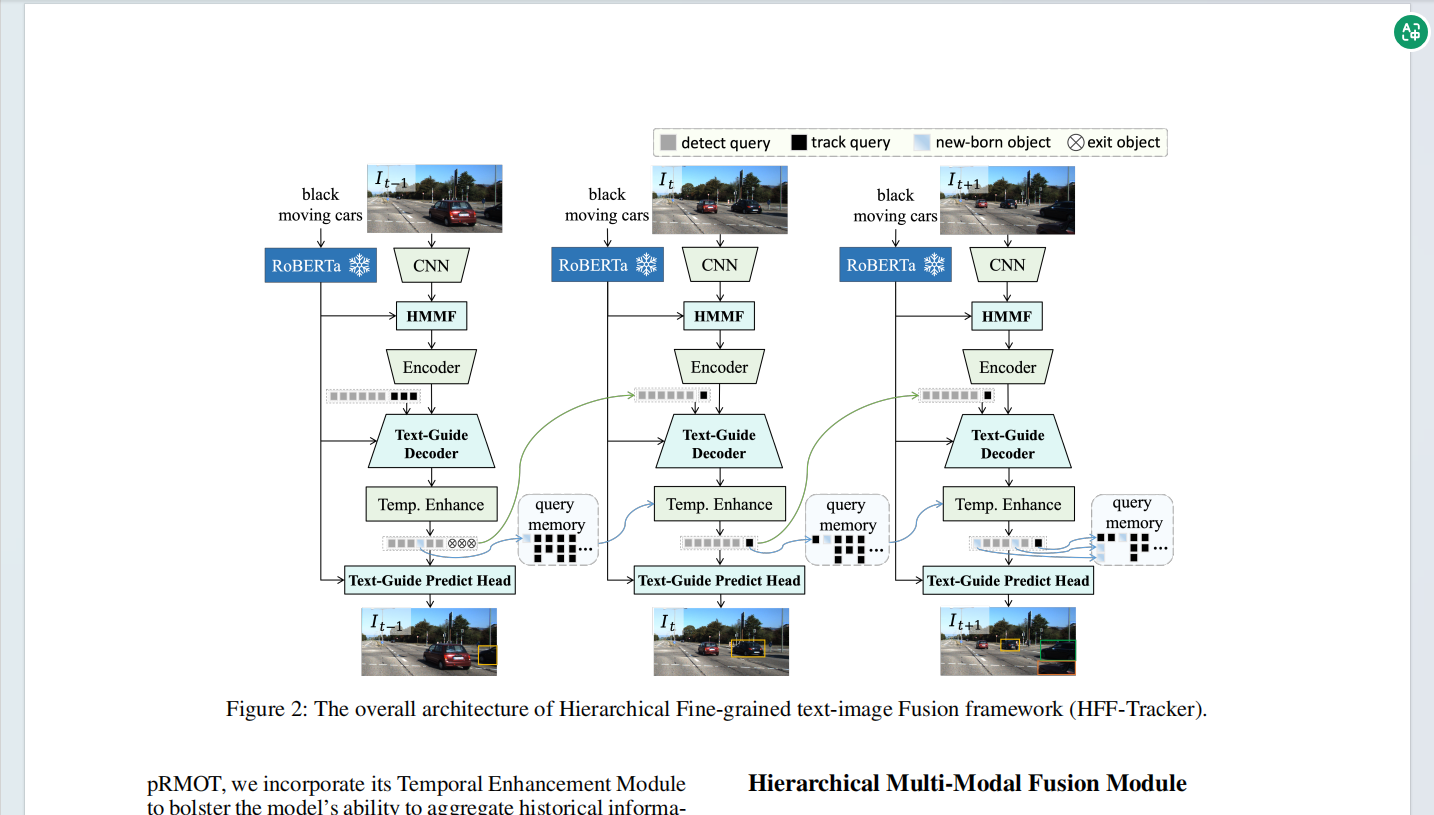 detect query
track query
new-born object
exit object
I_{t-1}
I_t
I_{t+1}
black
moving cars
black
moving cars
black
moving cars
RoBERTa
CNN
RoBERTa
CNN
RoBERTa
CNN
HMMF
HMMF
HMMF
Encoder
Encoder
Encoder
Text-Guide
Decoder
Text-Guide
Decoder
Text-Guide
Decoder
Temp. Enhance
query
memory
...
Temp. Enhance
query
memory
...
Temp. Enhance
query
memory
...
Text-Guide Predict Head
Text-Guide Predict Head
Text-Guide Predict Head
I_{t-1}
I_t
I_{t+1}
Figure 2: The overall architecture of Hierarchical Fine-grained text-image Fusion framework (HFF-Tracker).
pRMOT, we incorporate its Temporal Enhancement Module
to bolster the model's ability to aggregate historical informa-
Hierarchical Multi-Modal Fusion Module